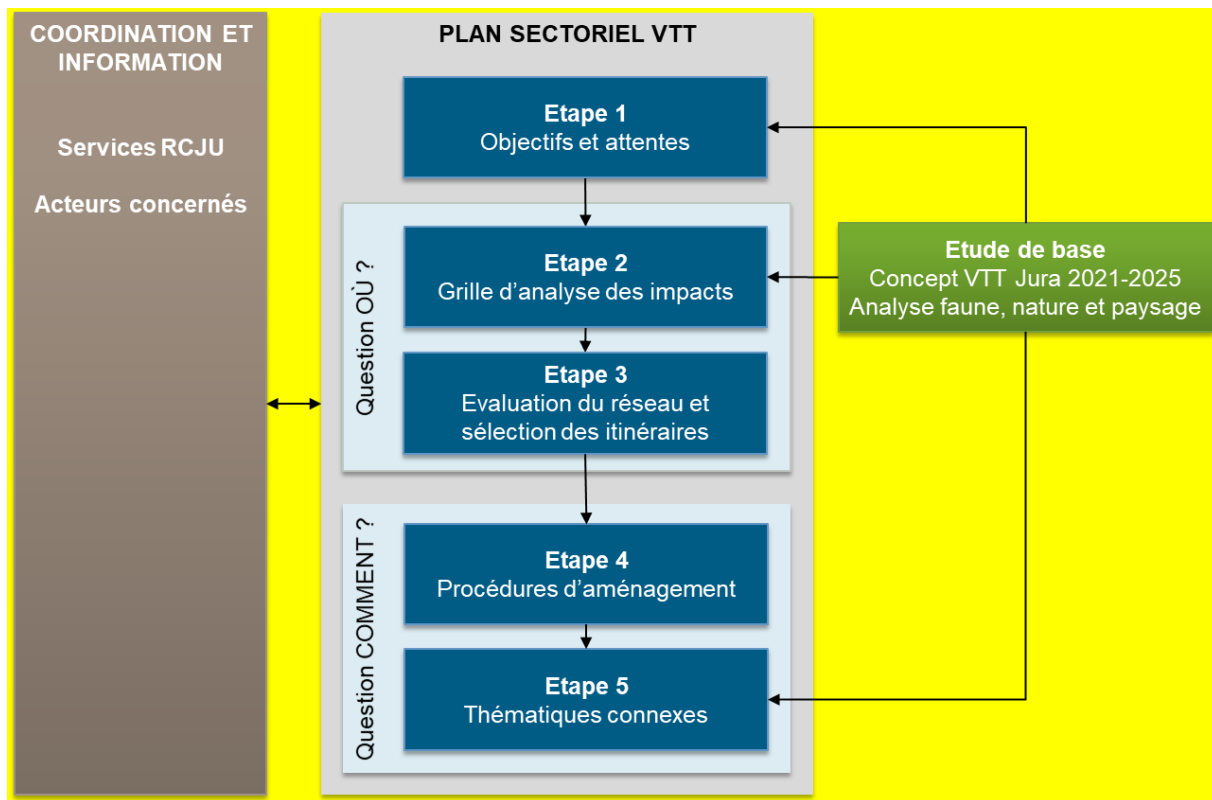 COORDINATION ET
INFORMATION
Services RCJU
Acteurs concernés
PLAN SECTORIEL VTT
Etape 1
Objectifs et attentes
Question OÙ ?
Etape 2
Grille d'analyse des impacts
Etape 3
Evaluation du réseau et
sélection des itinéraires
Question COMMENT ?
Etape 4
Procédures d'aménagement
Etape 5
Thématiques connexes
Etude de base
Concept VTT Jura 2021-2025
Analyse faune, nature et paysage